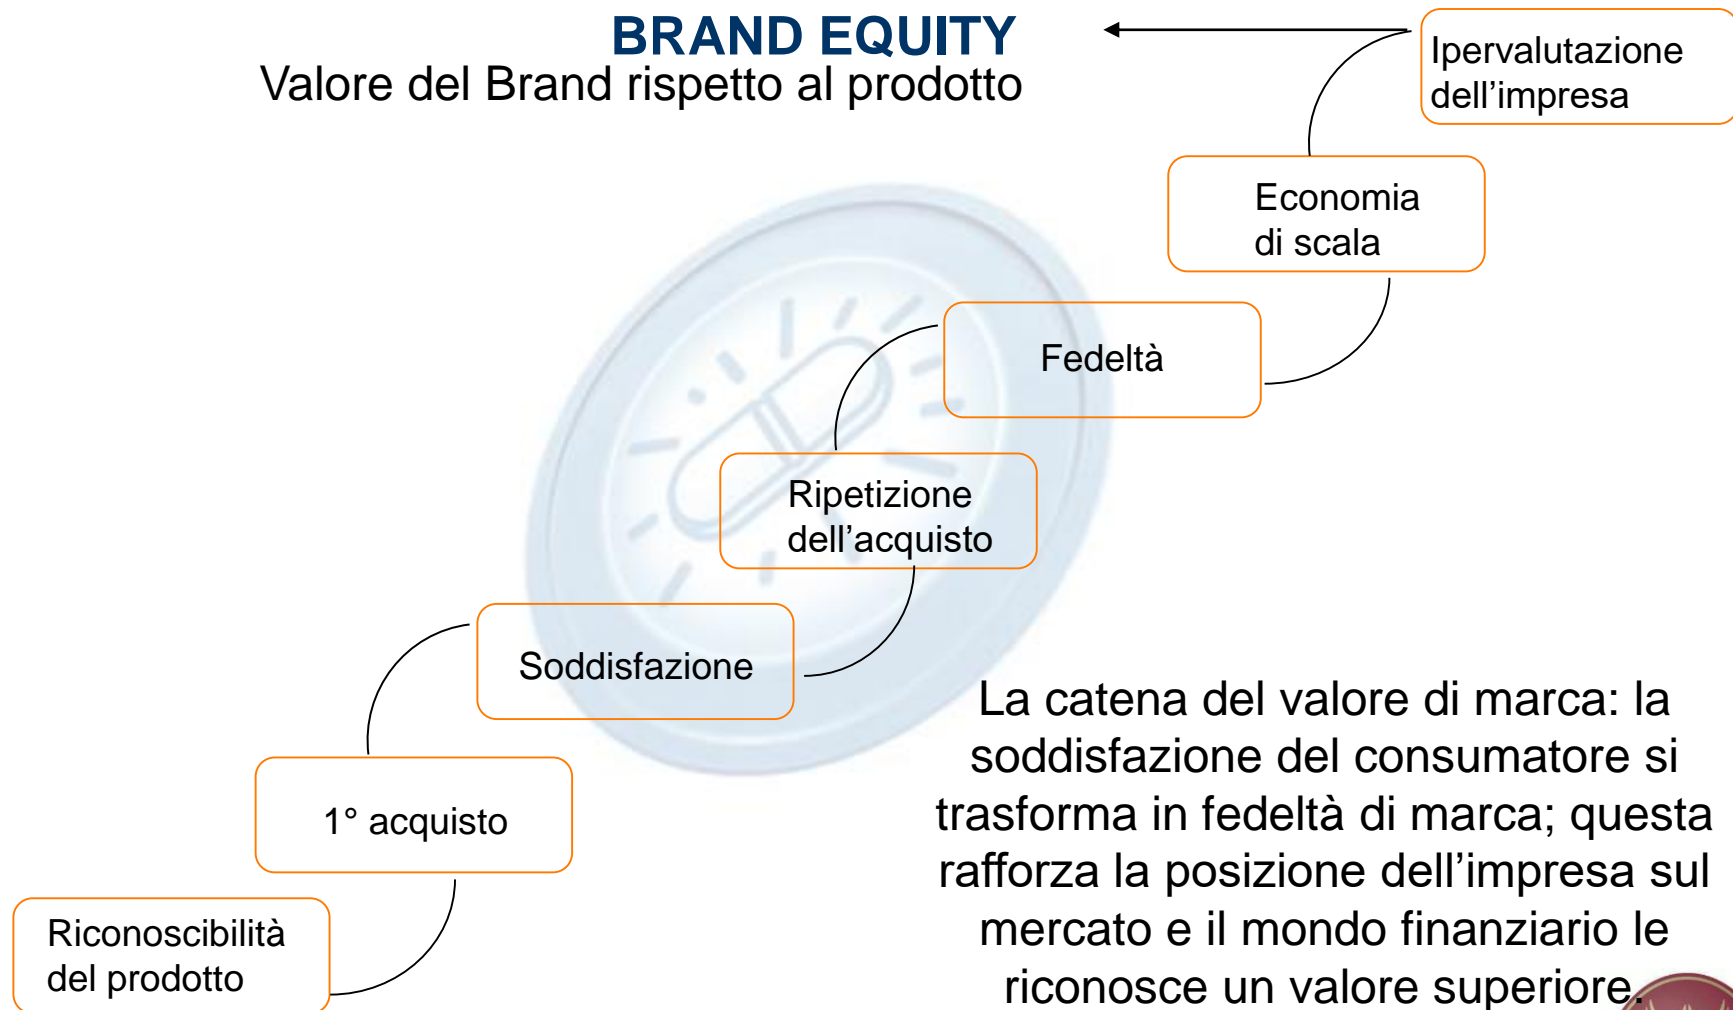 BRAND EQUITY
Valore del Brand rispetto al prodotto
Ipervalutazione
dell’impresa
Economia
di scala
Fedeltà
Ripetizione
dell’acquisto
Soddisfazione
1° acquisto
Riconoscibilità
del prodotto
La catena del valore di marca: la
soddisfazione del consumatore si
trasforma in fedeltà di marca; questa
rafforza la posizione dell’impresa sul
mercato e il mondo finanziario le
riconosce un valore superiore.